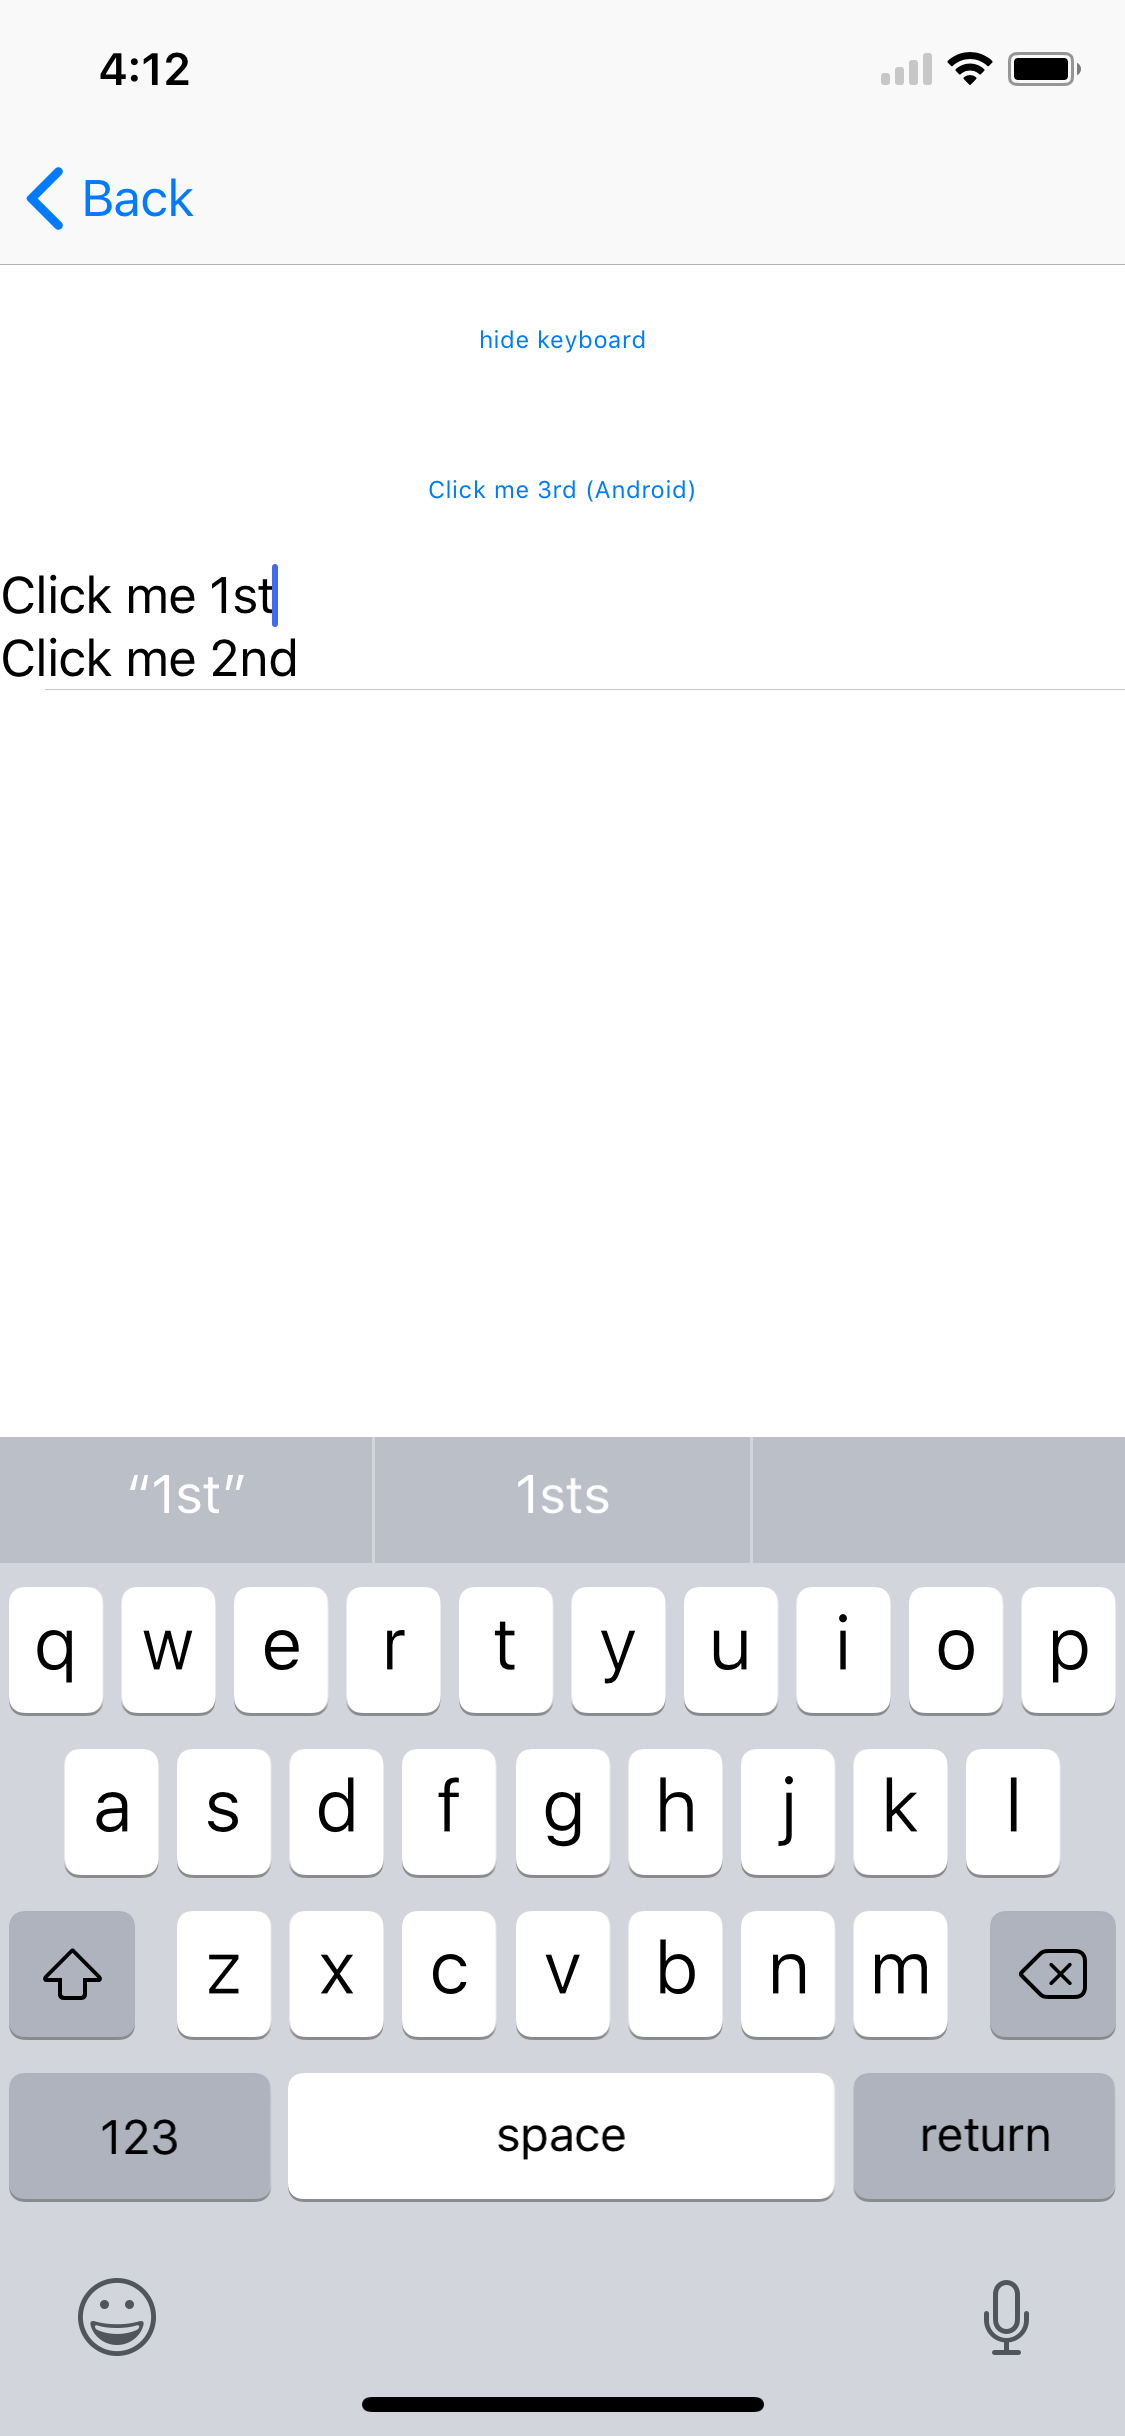 4:12
Back
hide keyboard
Click me 3rd (Android)
Click me 1st
Click me 2nd
“1st” 1sts
q w e r t y u i o p
a s d f g h j k l
z x c v b n m
123 space return